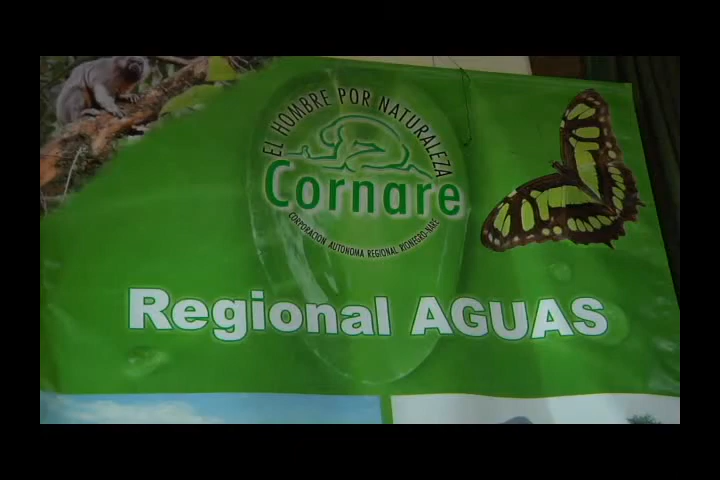 EL HOMBRE POR NATURALEZA
Cornare
CORPORACION AUTONOMA REGIONAL RIONEGRO-NARE
Regional AGUAS